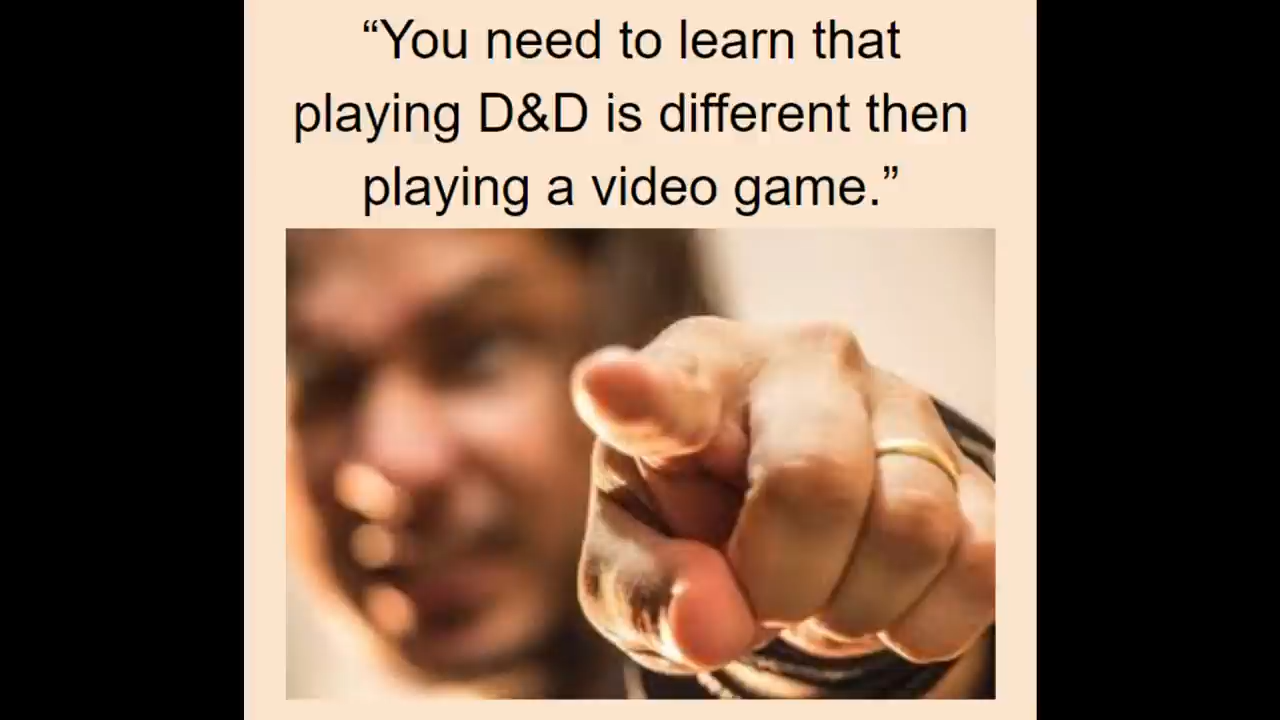 “You need to learn that
playing D&D is different then
playing a video game.”